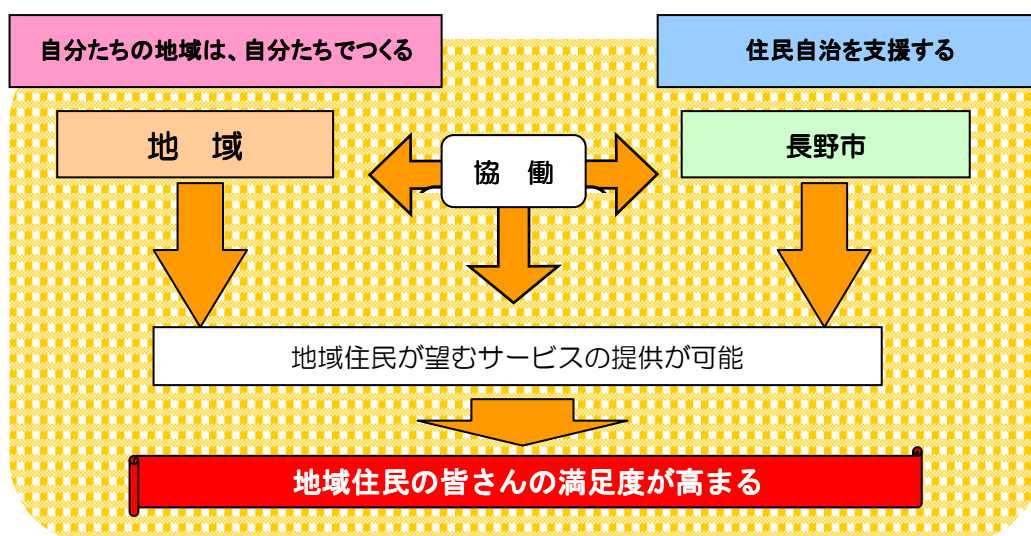 自分たちの地域は、自分たちでつくる
住民自治を支援する
地　域
協　働
長野市
地域住民が望むサービスの提供が可能
地域住民の皆さんの満足度が高まる